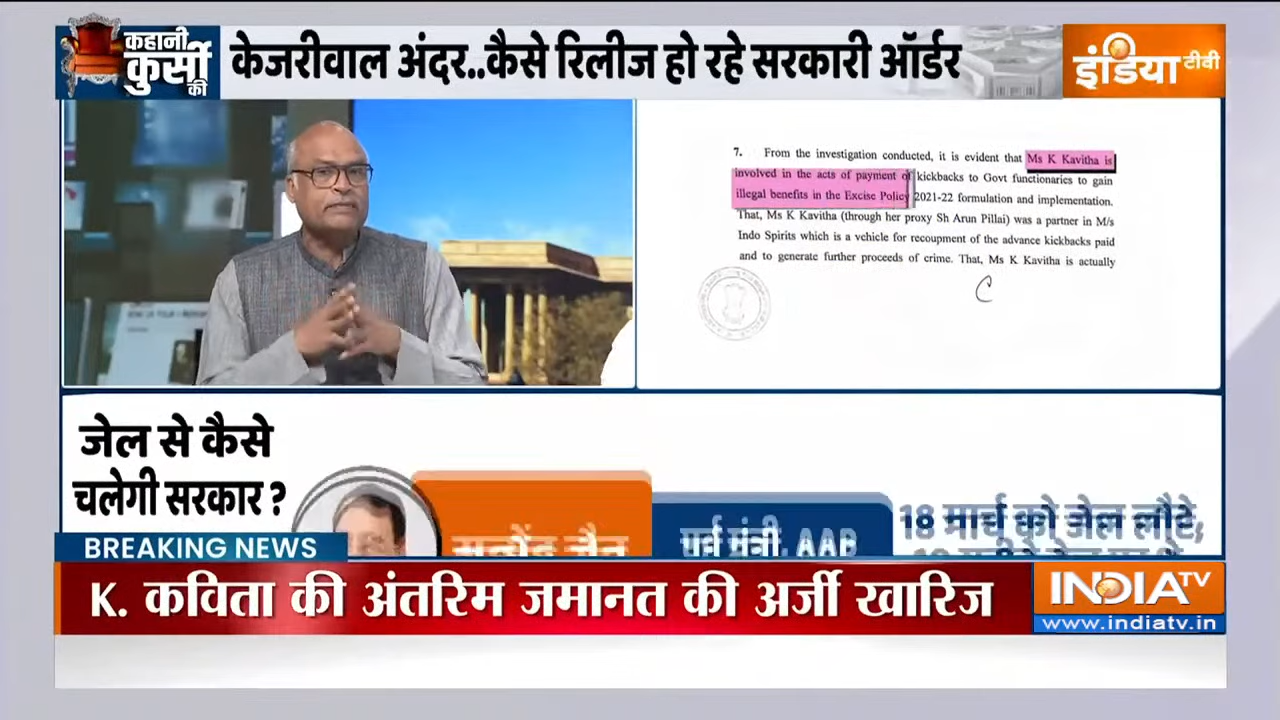 कहानी
कुर्सी
की
केजरीवाल अंदर..कैसे रिलीज हो रहे सरकारी ऑर्डर
इंडिया टीवी
7. From the investigation conducted, it is evident that Ms K Kavitha is
involved in the acts of payment of kickbacks to Govt functionaries to gain
illegal benefits in the Excise Policy 2021-22 formulation and implementation.
That, Ms K Kavitha (through her proxy Sh Arun Pillai) was a partner in M/s
Indo Spirits which is a vehicle for recoupment of the advance kickbacks paid
and to generate further proceeds of crime. That, Ms K Kavitha is actually
जेल से कैसे
चलेगी सरकार ?
सत्येंद्र जैन
पूर्व मंत्री, AAP
18 मार्च को जेल लौटे,
BREAKING NEWS
K. कविता की अंतरिम जमानत की अर्जी खारिज
INDIA TV
www.indiatv.in